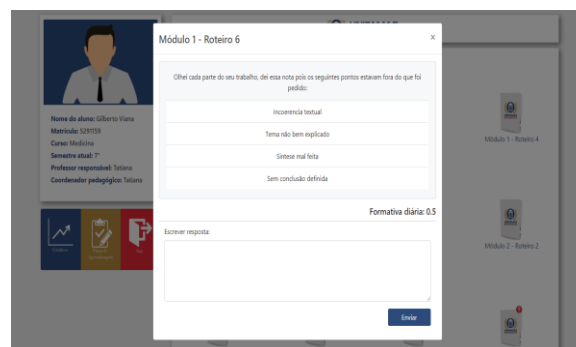 Módulo 1 - Roteiro 6
x
Olhei cada parte do seu trabalho, dei essa nota pois os seguintes pontos estavam fora do que foi
pedido:
Incoerencia textual
Tema não bem explicado
Síntese mal feita
Sem conclusão definida
Formativa diária: 0.5
Escrever resposta:
Enviar
Nome do aluno: Gilberto Viana
Matrícula: 5291159
Curso: Medicina
Semestre atual: 7°
Professor responsável: Tatiana
Coordenador pedagógico: Tatiana
Sair
Módulo 1 - Roteiro 4
Módulo 2 - Roteiro 2